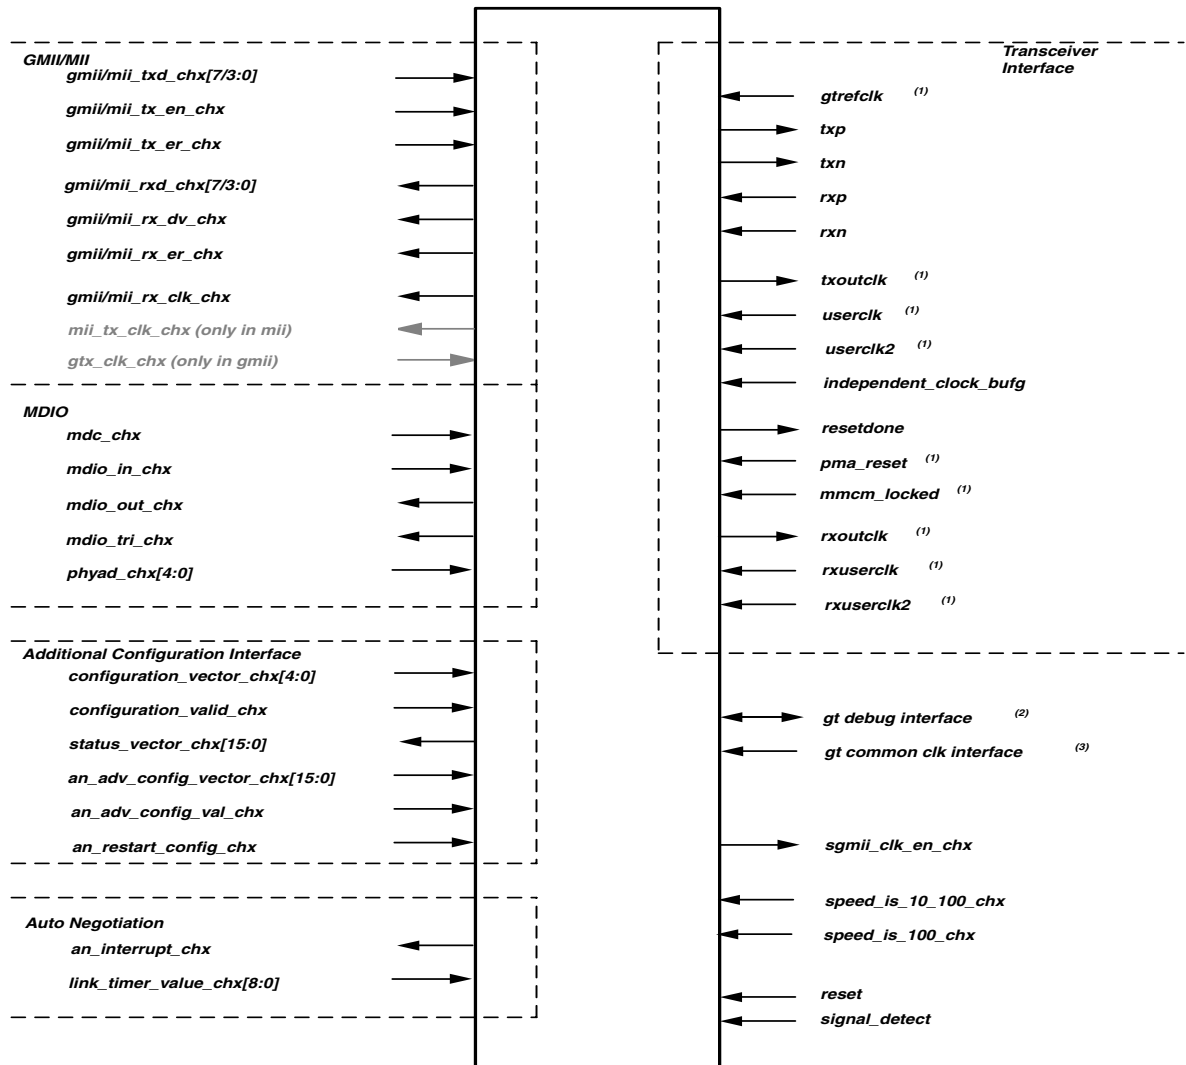 GMII/MII
gmii/mii_txd_chx[7/3:0]
gmii/mii_tx_en_chx
gmii/mii_tx_er_chx
gmii/mii_rxd_chx[7/3:0]
gmii/mii_rx_dv_chx
gmii/mii_rx_er_chx
gmii/mii_rx_clk_chx
mii_tx_clk_chx (only in mii)
gtx_clk_chx (only in gmii)
MDIO
mdc_chx
mdio_in_chx
mdio_out_chx
mdio_tri_chx
phyad_chx[4:0]
Additional Configuration Interface
configuration_vector_chx[4:0]
configuration_valid_chx
status_vector_chx[15:0]
an_adv_config_vector_chx[15:0]
an_adv_config_val_chx
an_restart_config_chx
Auto Negotiation
an_interrupt_chx
link_timer_value_chx[8:0]
Transceiver
Interface
gtrefclk (1)
txp
txn
rxp
rxn
txoutclk (1)
userclk (1)
userclk2 (1)
independent_clock_bufg
resetdone
pma_reset (1)
mmcm_locked (1)
rxoutclk (1)
rxuserclk (1)
rxuserclk2 (1)
gt debug interface (2)
gt common clk interface (3)
sgmii_clk_en_chx
speed_is_10_100_chx
speed_is_100_chx
reset
signal_detect